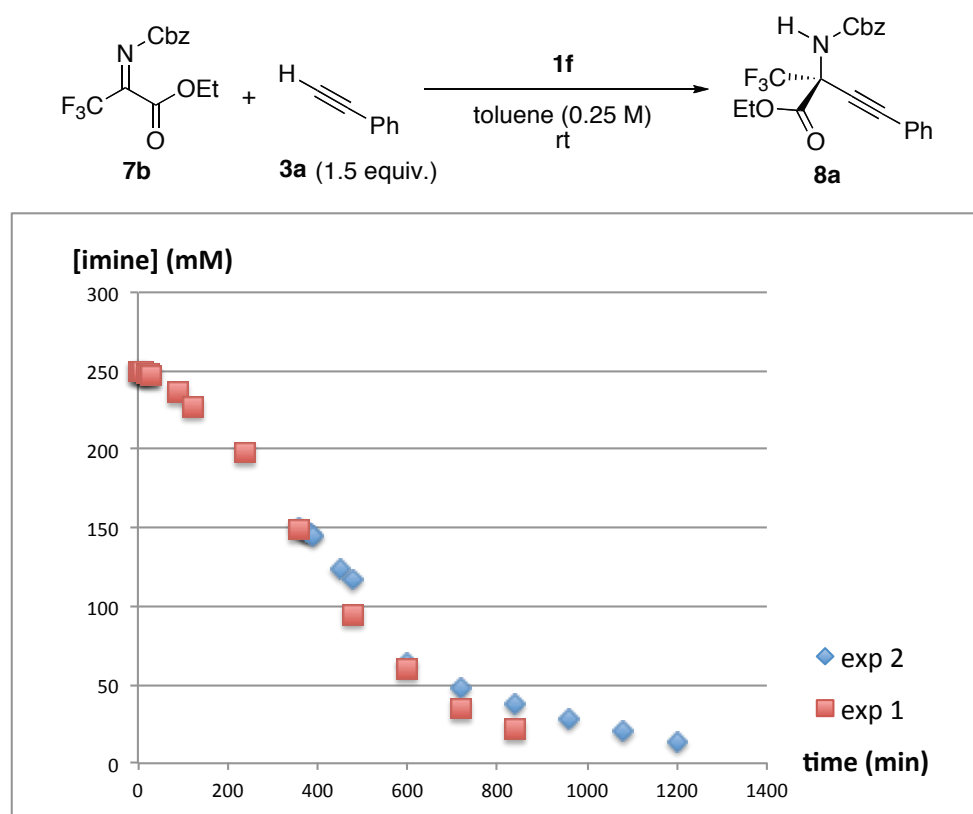 Cbz
N
F3C
OEt
O
7b
+
H
Ph
3a (1.5 equiv.)
1f
toluene (0.25 M)
rt
H
Cbz
N
F3C
EtO
O
Ph
8a
[imine] (mM)
300
250
200
150
100
50
0
0 200 400 600 800 1000 1200 1400
time (min)
exp 2
exp 1